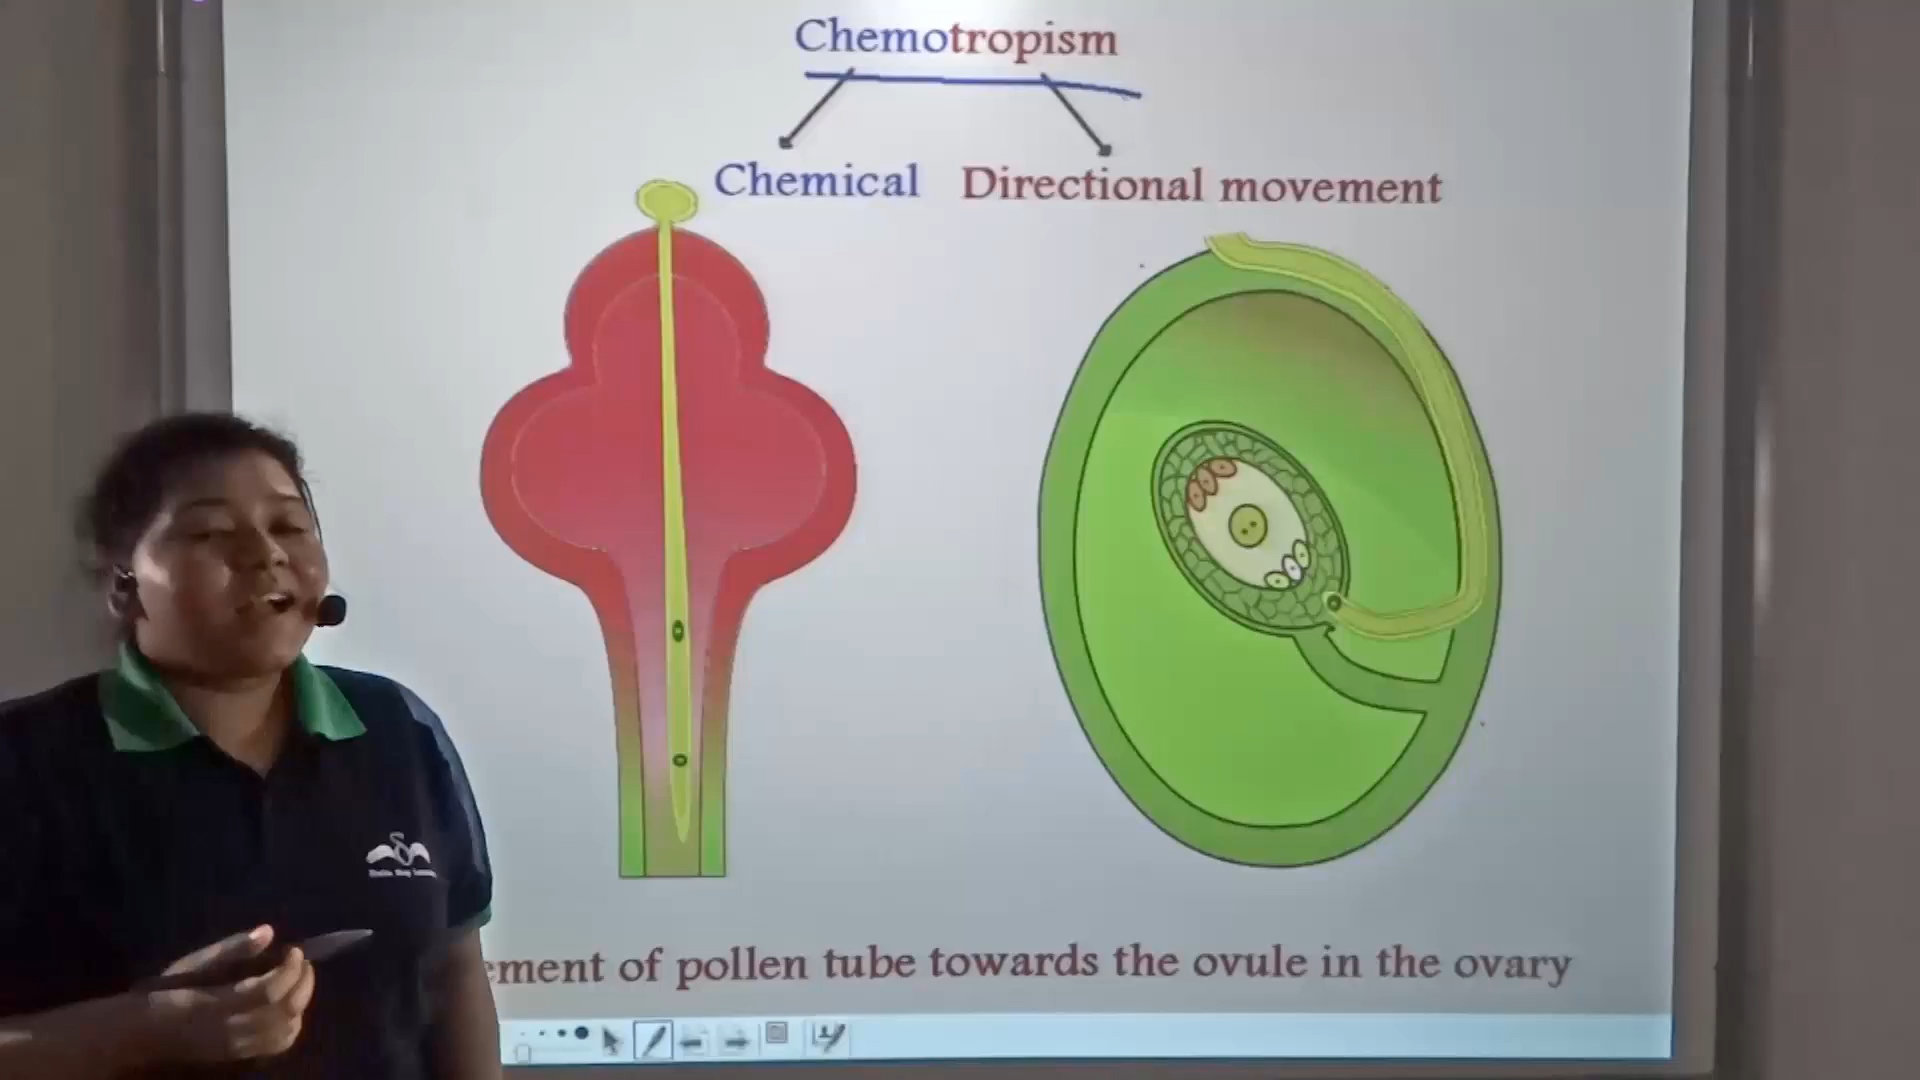 Chemotropism
Chemical Directional movement
ement of pollen tube towards the ovule in the ovary